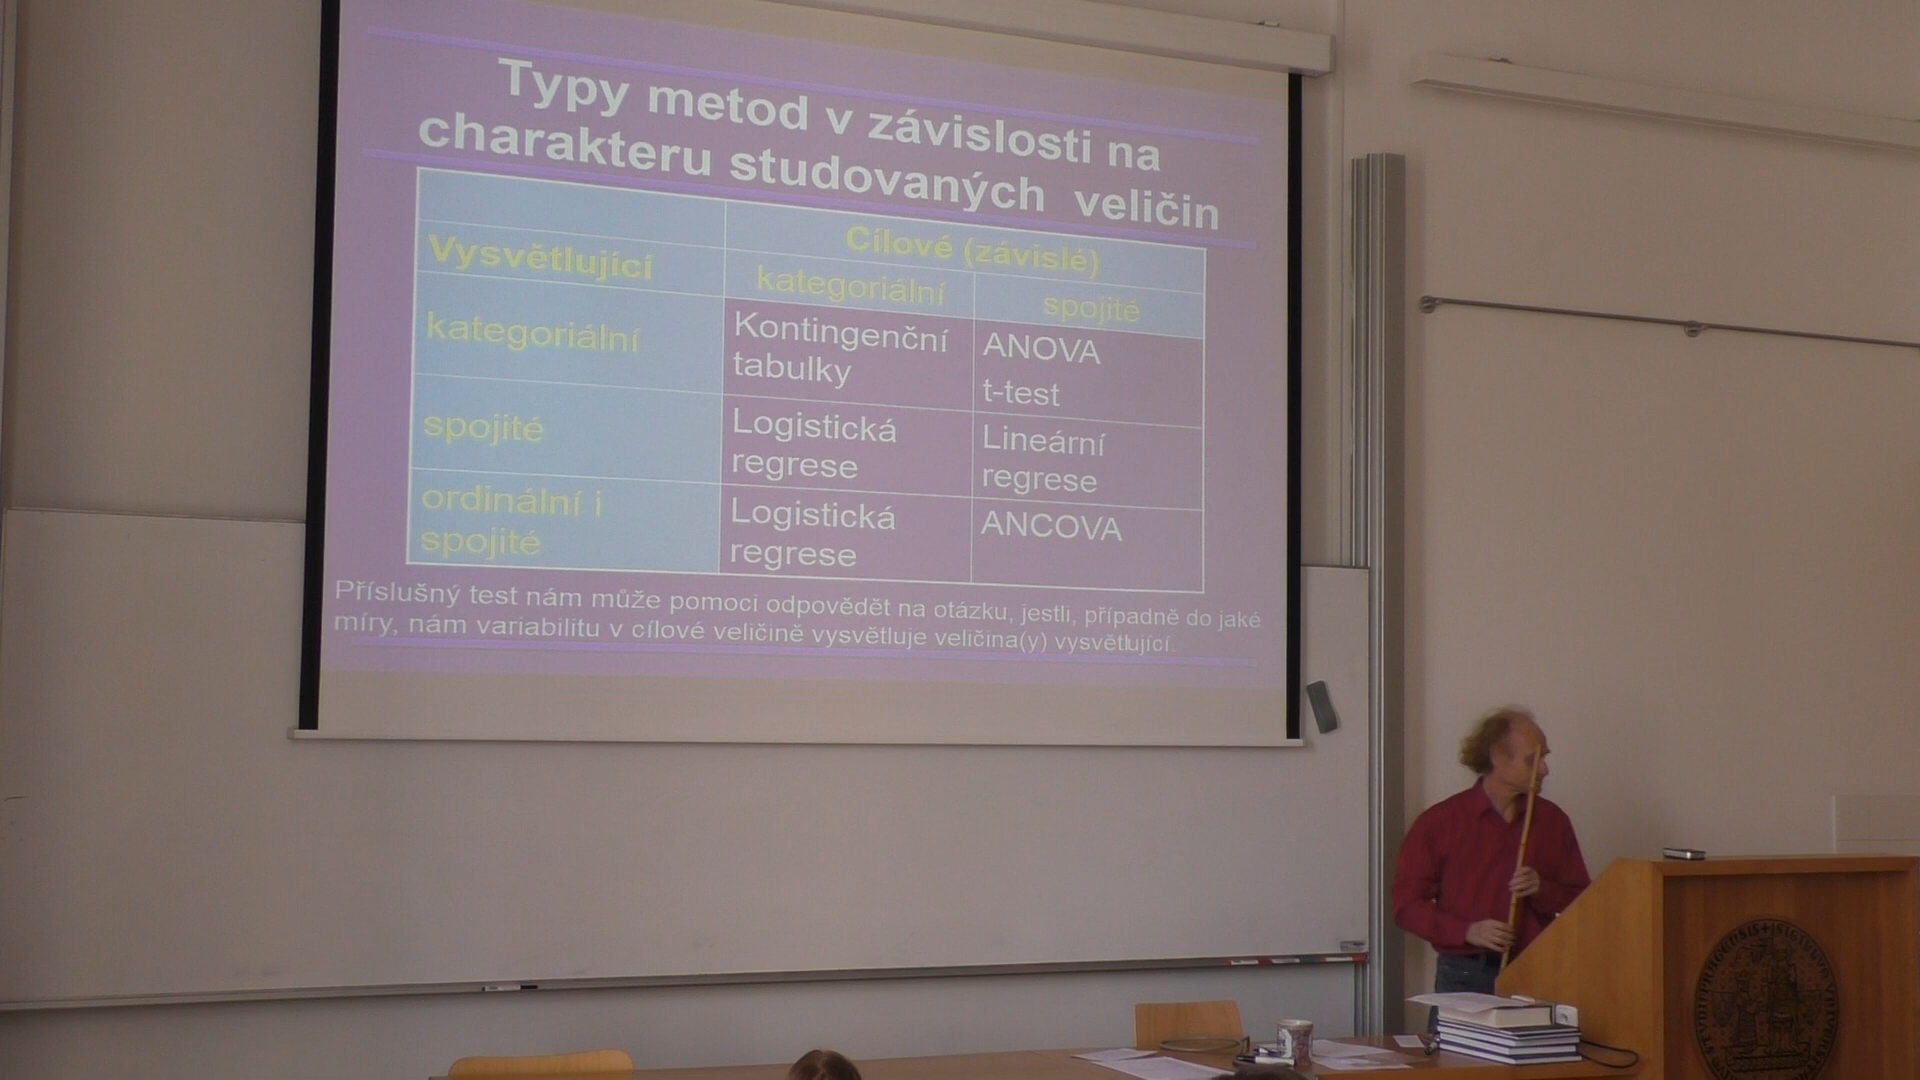 Typy metod v závislosti na
charakteru studovaných veličin
Cílové (závislé)
Vysvětlující
kategoriální
spojité
kategoriální
Kontingenční
tabulky
ANOVA
t-test
spojité
Logistická
regrese
Lineární
regrese
ordinální i
spojité
Logistická
regrese
ANCOVA
Příslušný test nám může pomoci odpovědět na otázku, jestli, případně do jaké
míry, nám variabilitu v cílové veličině vysvětluje veličina(y) vysvětlující.